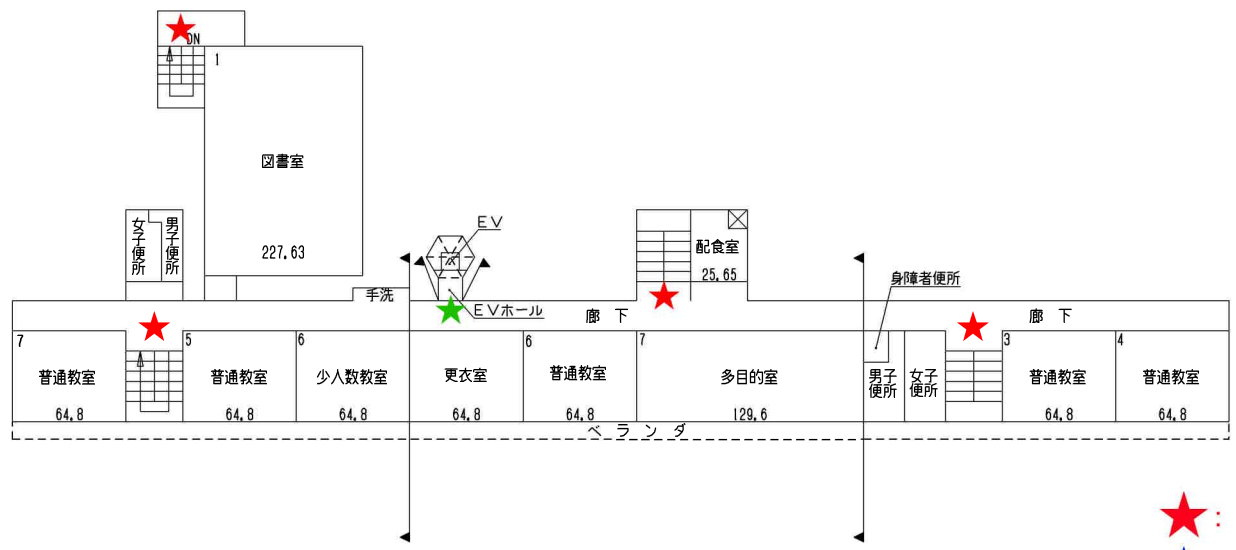 DN
1
図書室
227.63
女子便所
男子便所
EV
配食室
25.65
身障者便所
手洗
EVホール
廊下
廊下
7
普通教室
64.8
5
普通教室
64.8
6
少人数教室
64.8
更衣室
64.8
6
普通教室
64.8
7
多目的室
129.6
男子便所
女子便所
3
普通教室
64.8
4
普通教室
64.8
ベランダ
: